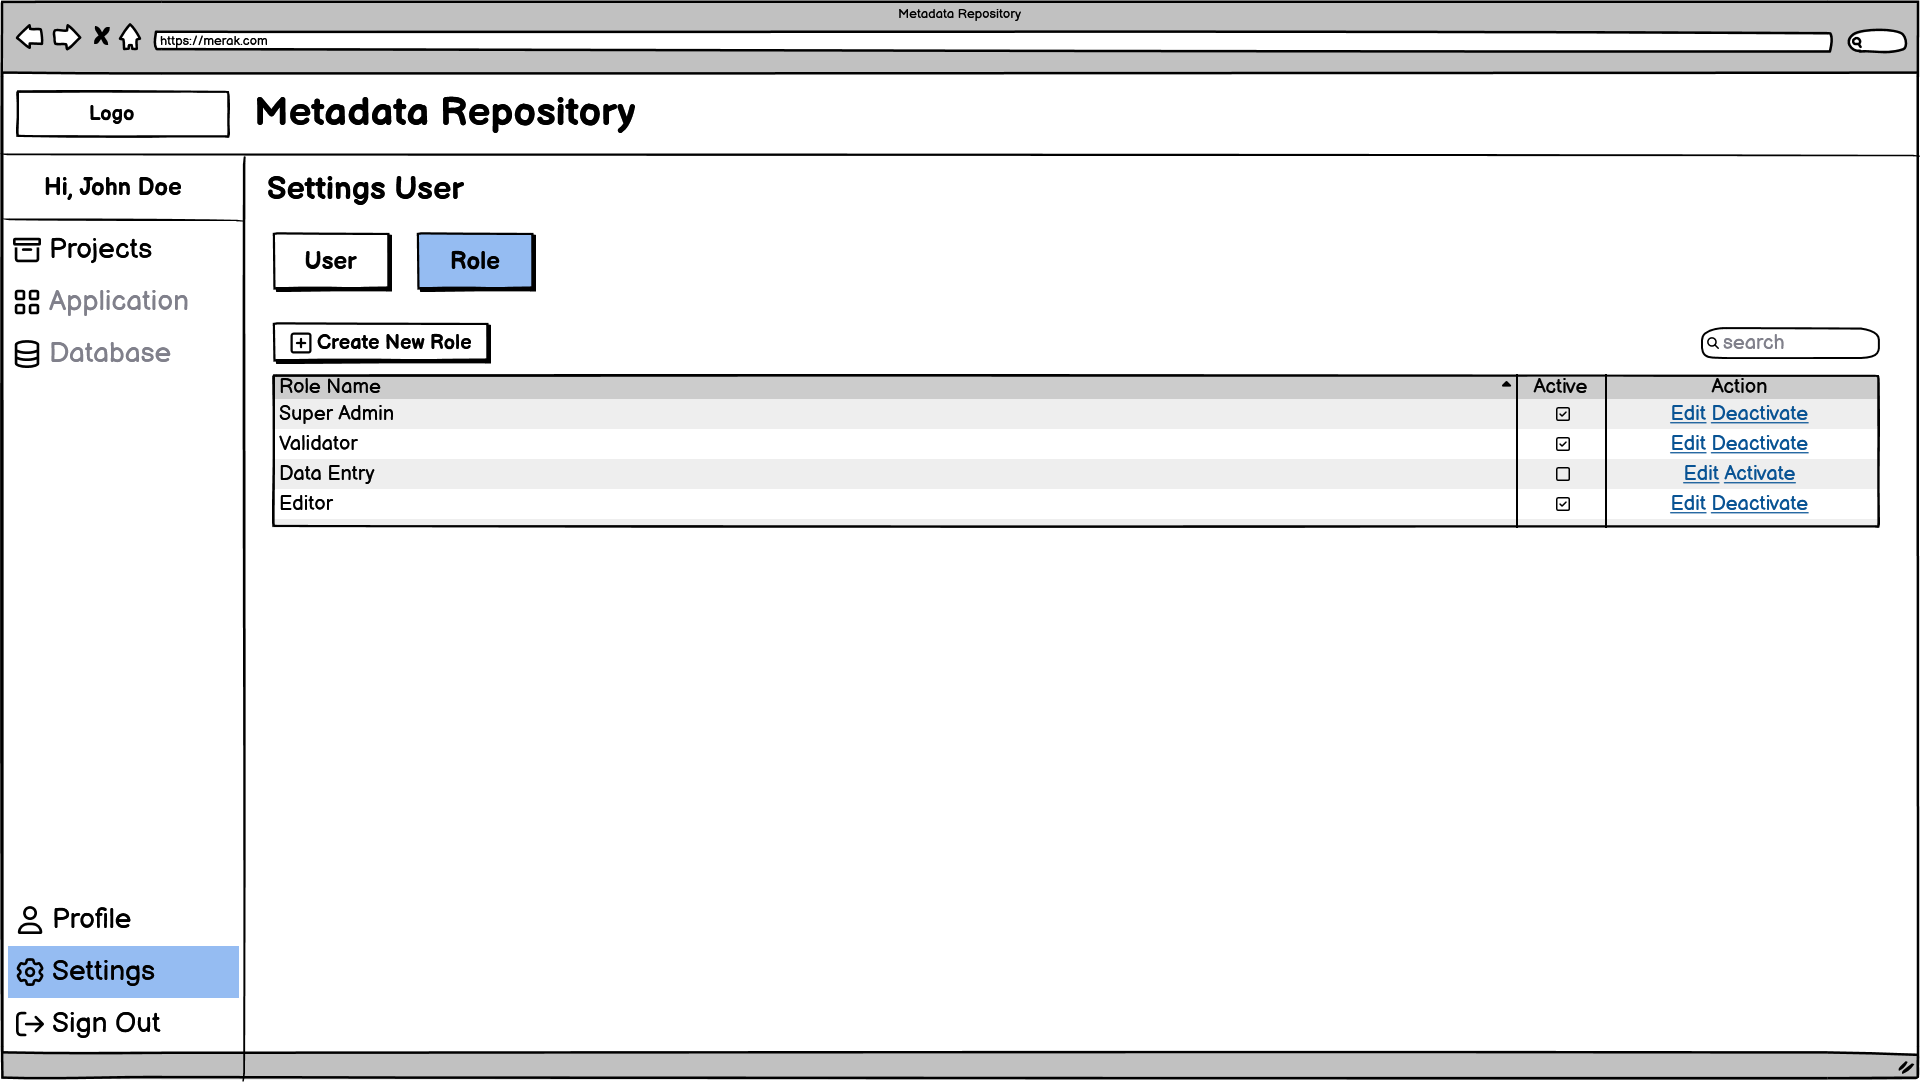 Metadata Repository
https://merak.com
Logo
Metadata Repository
Hi, John Doe
Projects
Application
Database
Profile
Settings
Sign Out
Settings User
User
Role
Create New Role
search
Role Name Active Action
Super Admin Edit Deactivate
Validator Edit Deactivate
Data Entry Edit Activate
Editor Edit Deactivate